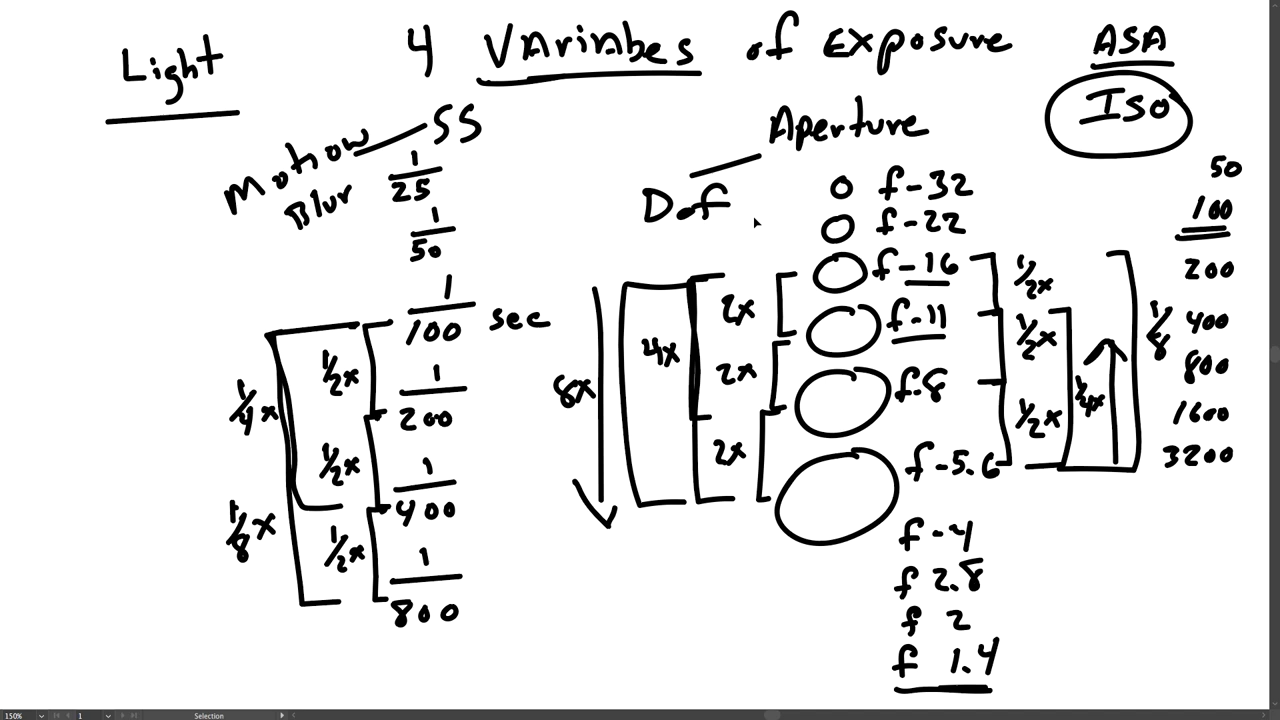 Light
4 VAriabes of Exposure
ASA
Iso
Motion Blur
SS
1/25
1/50
1/100 sec
1/200
1/400
1/800
1/2x
1/2x
1/2x
1/4x
1/8x
Aperture
Dof
f-32
f-22
f-16
f-11
f-8
f-5.6
f-4
f 2.8
f 2
f 1.4
2x
2x
2x
4x
8x
1/2x
1/2x
1/2x
1/4x
1/8
50
100
200
400
800
1600
3200
150%
1
Selection